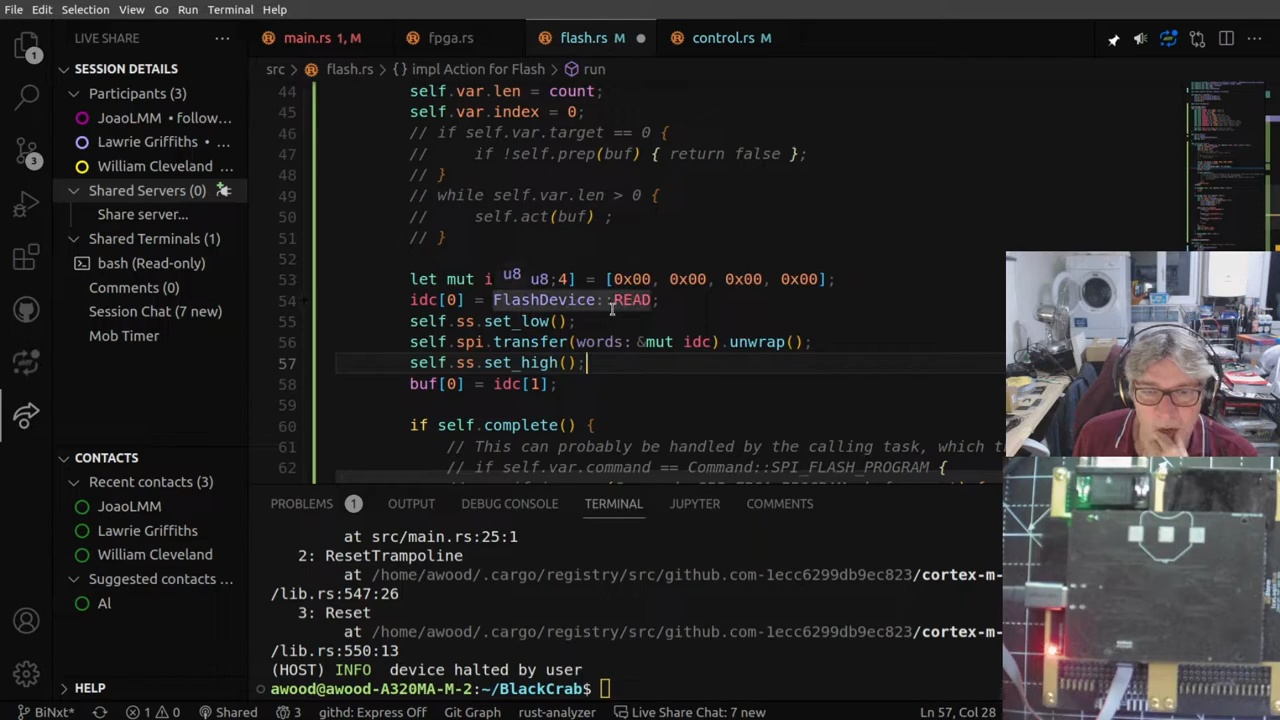 File Edit Selection View Go Run Terminal Help
LIVE SHARE ···
main.rs 1, M fpga.rs flash.rs M control.rs M
SESSION DETAILS
Participants (3)
JoaoLMM • follow...
Lawrie Griffiths • ...
William Cleveland ...
Shared Servers (0)
Share server...
Shared Terminals (1)
bash (Read-only)
Comments (0)
Session Chat (7 new)
Mob Timer
CONTACTS
Recent contacts (3)
JoaoLMM
Lawrie Griffiths
William Cleveland
Suggested contacts ...
Al
HELP
1
3
src > flash.rs > {} impl Action for Flash > run
44 self.var.len = count;
45 self.var.index = 0;
46 // if self.var.target == 0 {
47 // if !self.prep(buf) { return false };
48 // }
49 // while self.var.len > 0 {
50 // self.act(buf) ;
51 // }
52
53 let mut i u8 u8;4] = [0x00, 0x00, 0x00, 0x00];
54 idc[0] = FlashDevice::READ;
55 self.ss.set_low();
56 self.spi.transfer(words: &mut idc).unwrap();
57 self.ss.set_high();
58 buf[0] = idc[1];
59
60 if self.complete() {
61 // This can probably be handled by the calling task, which th
62 // if self.var.command == Command::SPI_FLASH_PROGRAM {
PROBLEMS 1 OUTPUT DEBUG CONSOLE TERMINAL JUPYTER COMMENTS
at src/main.rs:25:1
2: ResetTrampoline
at /home/awood/.cargo/registry/src/github.com-1ecc6299db9ec823/cortex-m-
/lib.rs:547:26
3: Reset
at /home/awood/.cargo/registry/src/github.com-1ecc6299db9ec823/cortex-m-
/lib.rs:550:13
(HOST) INFO device halted by user
awood@awood-A320MA-M-2:~/BlackCrab$
BiNxt* 1 0 Shared 3 githd: Express Off Git Graph rust-analyzer Live Share Chat: 7 new Ln 57, Col 28